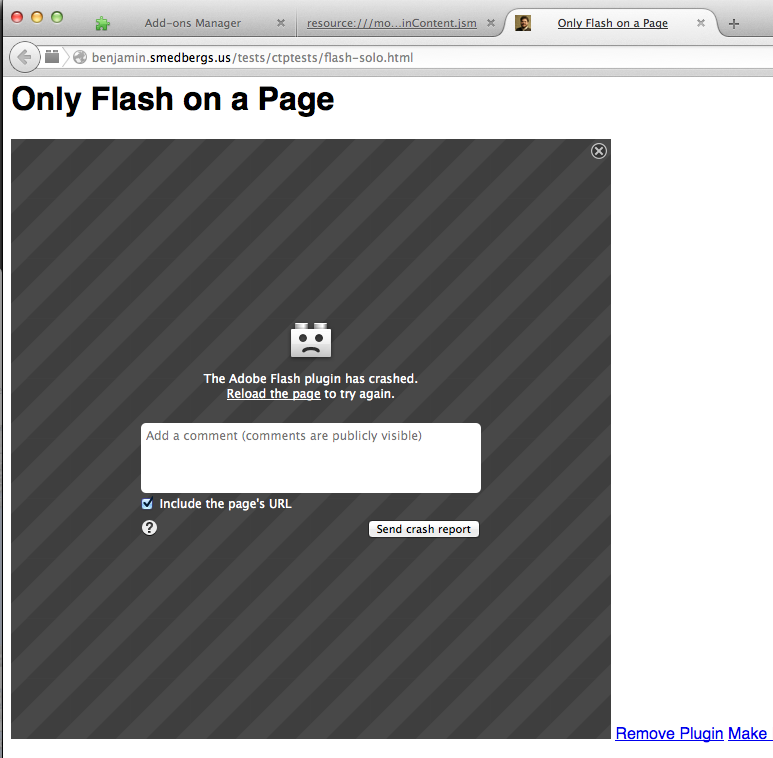 Add-ons Manager
resource:///mo...inContent.jsm
Only Flash on a Page
benjamin.smedbergs.us/tests/ctptests/flash-solo.html
Only Flash on a Page
The Adobe Flash plugin has crashed.
Reload the page to try again.
Add a comment (comments are publicly visible)
Include the page's URL
?
Send crash report
Remove Plugin Make